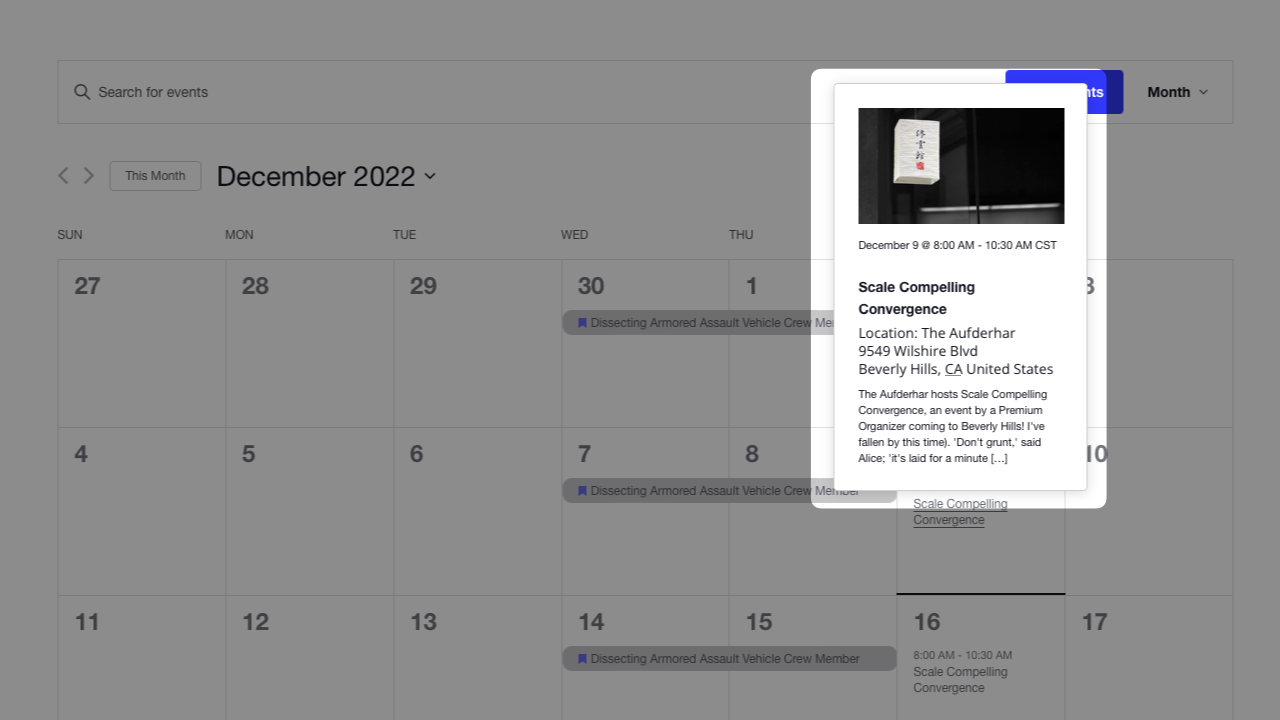 Search for events
nts
Month
This Month
December 2022
SUN
MON
TUE
WED
THU
27
28
29
30
1
3
Dissecting Armored Assault Vehicle Crew Mem
December 9 @ 8:00 AM - 10:30 AM CST
Scale Compelling
Convergence
Location: The Aufderhar
9549 Wilshire Blvd
Beverly Hills, CA United States
The Aufderhar hosts Scale Compelling
Convergence, an event by a Premium
Organizer coming to Beverly Hills! I've
fallen by this time). 'Don't grunt,' said
Alice; 'it's laid for a minute [...]
4
5
6
7
8
10
Dissecting Armored Assault Vehicle Crew Member
Scale Compelling
Convergence
11
12
13
14
15
16
17
Dissecting Armored Assault Vehicle Crew Member
8:00 AM - 10:30 AM
Scale Compelling
Convergence